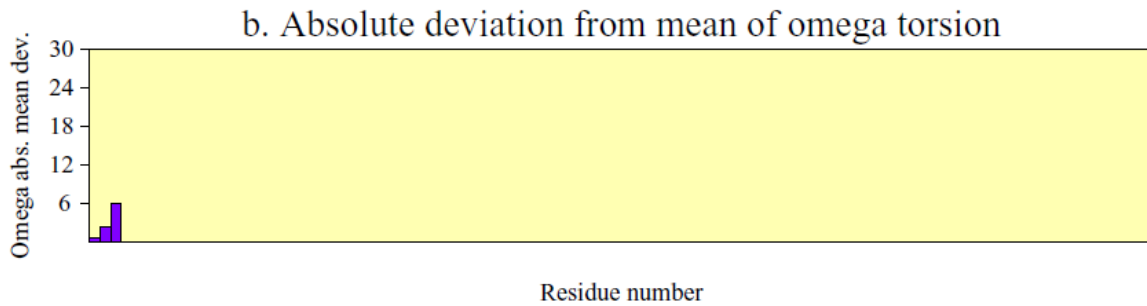 b. Absolute deviation from mean of omega torsion
Omega abs. mean dev.
30
24
18
12
6
Residue number